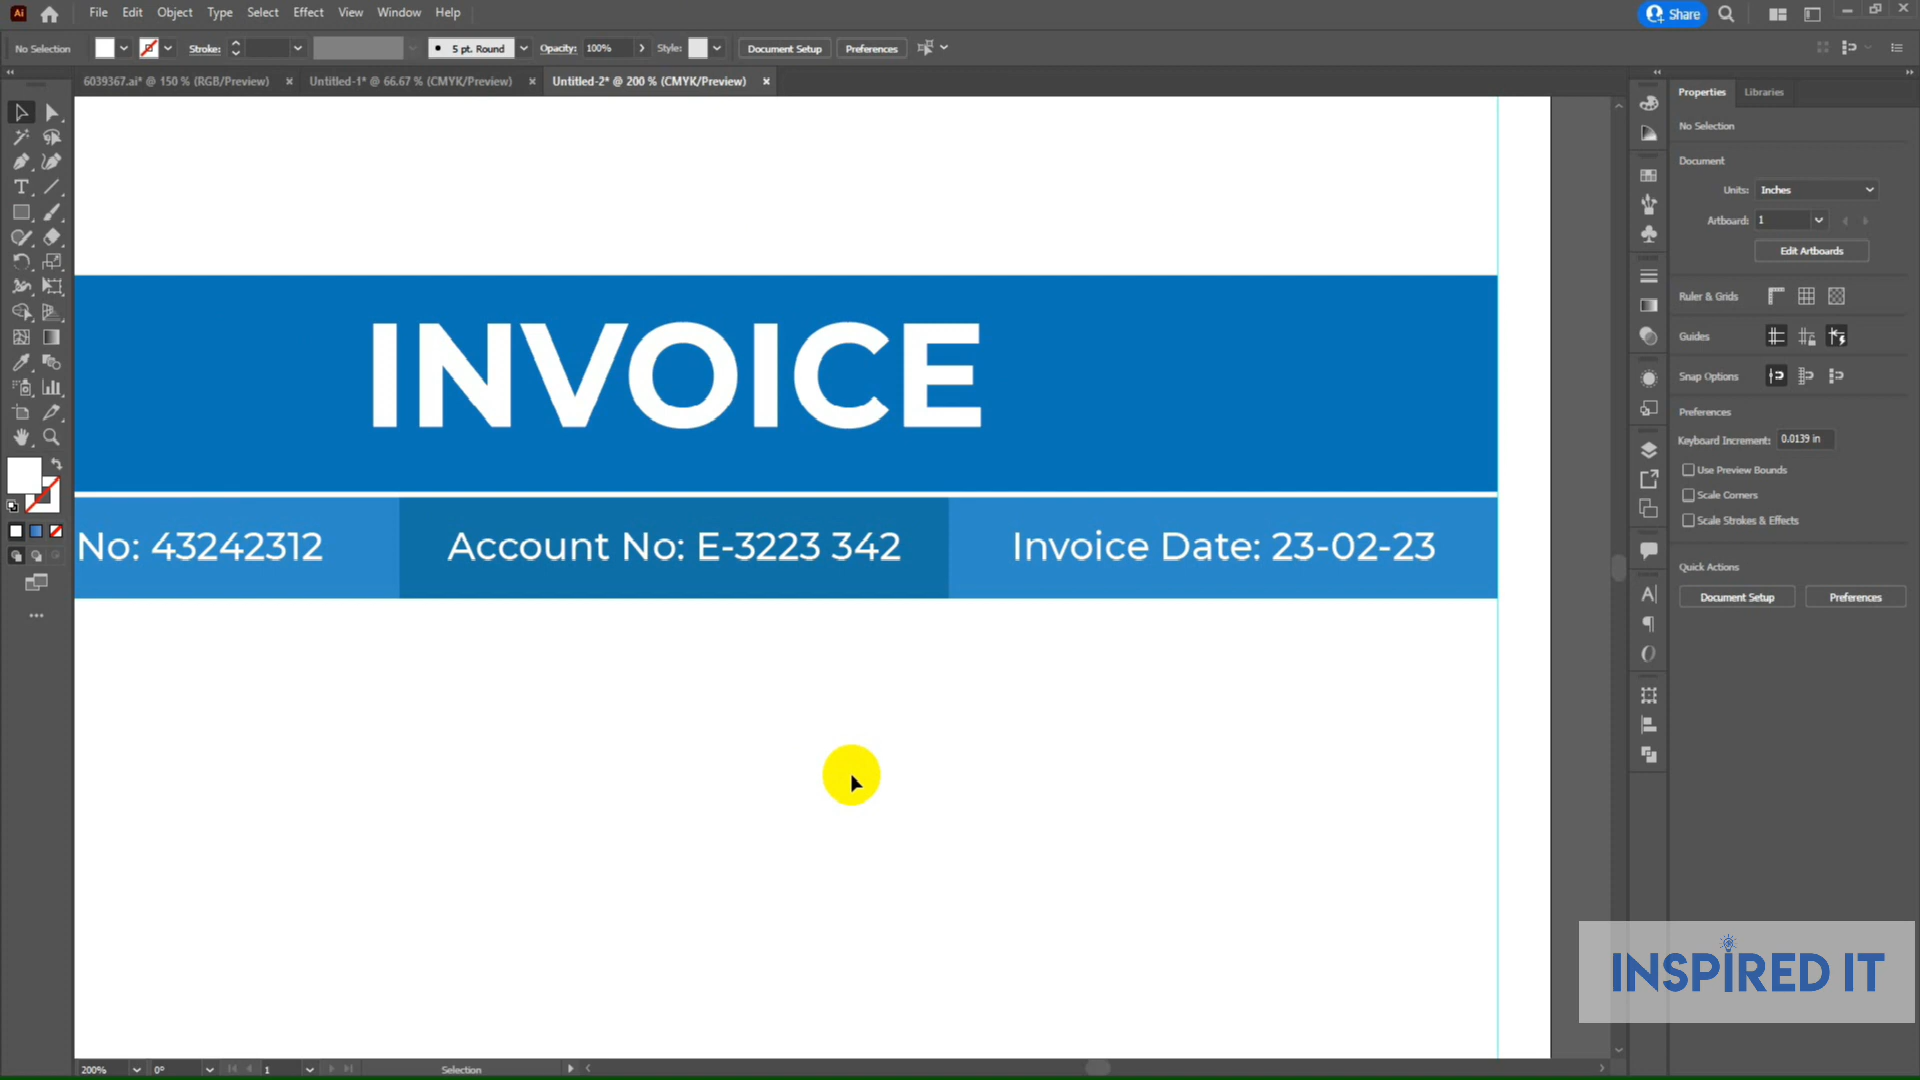 Ai File Edit Object Type Select Effect View Window Help Share
No Selection Stroke: 5 pt. Round Opacity: 100% Style: Document Setup Preferences
6039367.ai* @ 150 % (RGB/Preview) × Untitled-1* @ 66.67 % (CMYK/Preview) × Untitled-2* @ 200 % (CMYK/Preview) ×
INVOICE
No: 43242312 Account No: E-3223 342 Invoice Date: 23-02-23
Properties Libraries
No Selection
Document
Units: Inches
Artboard: 1
Edit Artboards
Ruler & Grids
Guides
Snap Options
Preferences
Keyboard Increment: 0.0139 in
Use Preview Bounds
Scale Corners
Scale Strokes & Effects
Quick Actions
Document Setup Preferences
INSPIRED IT
200% 0° 1 Selection